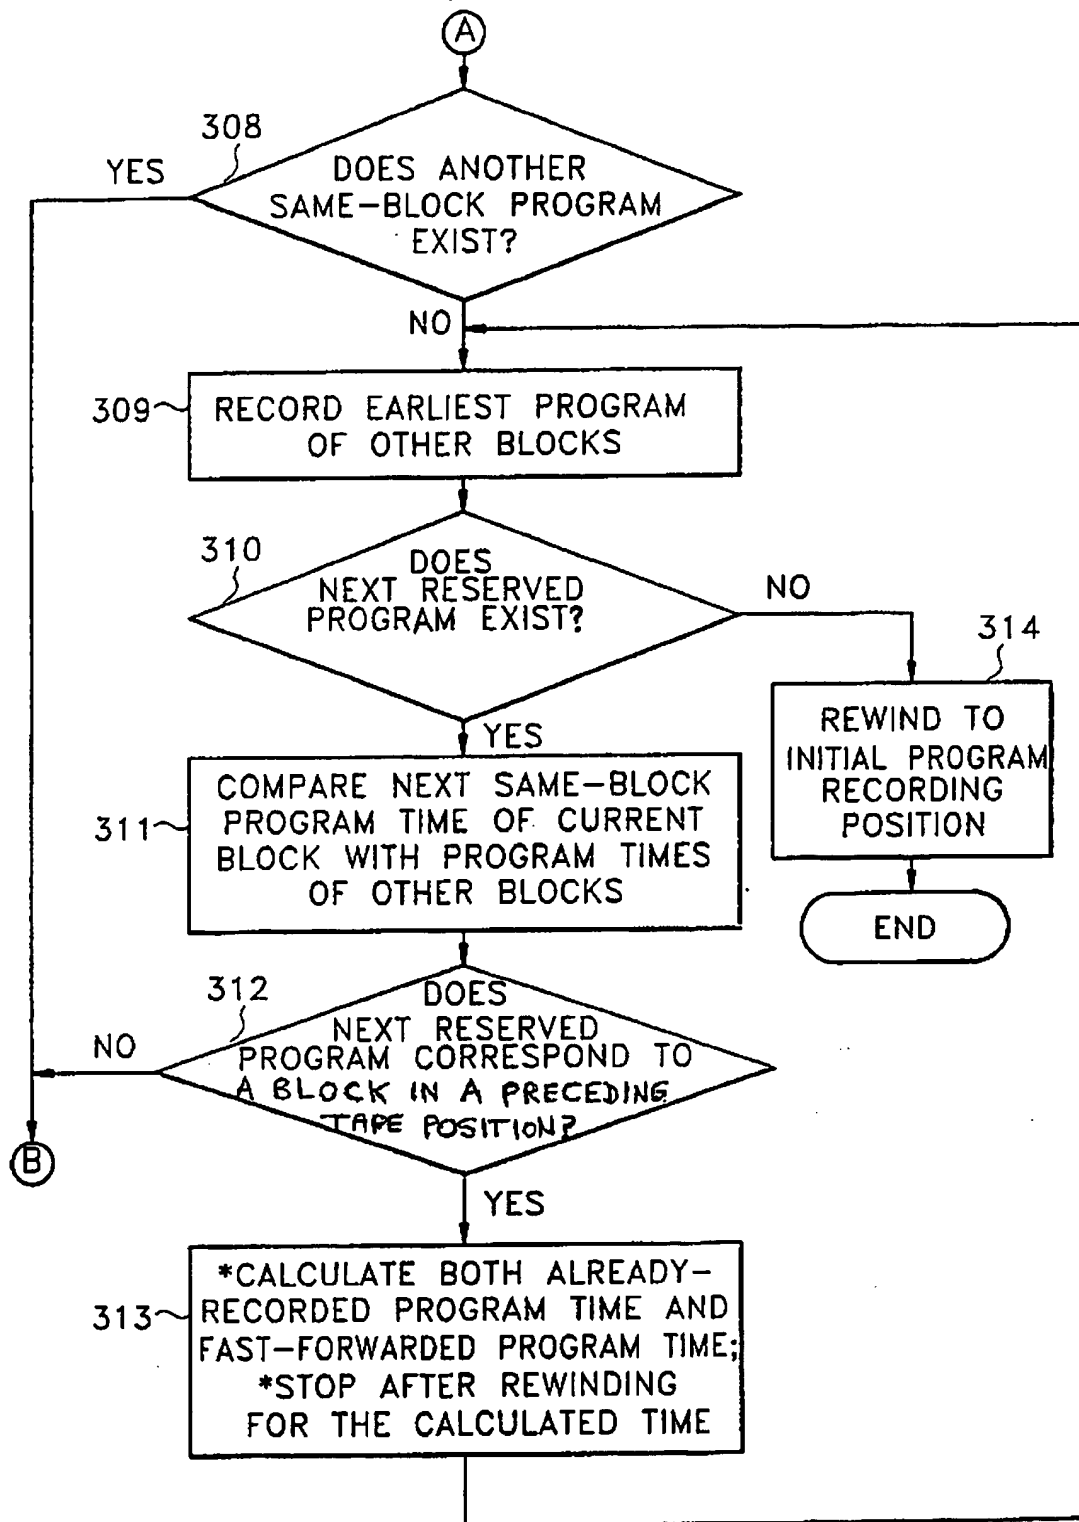 A
308
YES
DOES ANOTHER
SAME-BLOCK PROGRAM
EXIST?
NO
309
RECORD EARLIEST PROGRAM
OF OTHER BLOCKS
310
DOES
NEXT RESERVED
PROGRAM EXIST?
NO
314
REWIND TO
INITIAL PROGRAM
RECORDING
POSITION
YES
311
COMPARE NEXT SAME-BLOCK
PROGRAM TIME OF CURRENT
BLOCK WITH PROGRAM TIMES
OF OTHER BLOCKS
END
312
DOES
NEXT RESERVED
PROGRAM CORRESPOND TO
A BLOCK IN A PRECEDING
TAPE POSITION?
NO
B
YES
313
*CALCULATE BOTH ALREADY-
RECORDED PROGRAM TIME AND
FAST-FORWARDED PROGRAM TIME;
*STOP AFTER REWINDING
FOR THE CALCULATED TIME